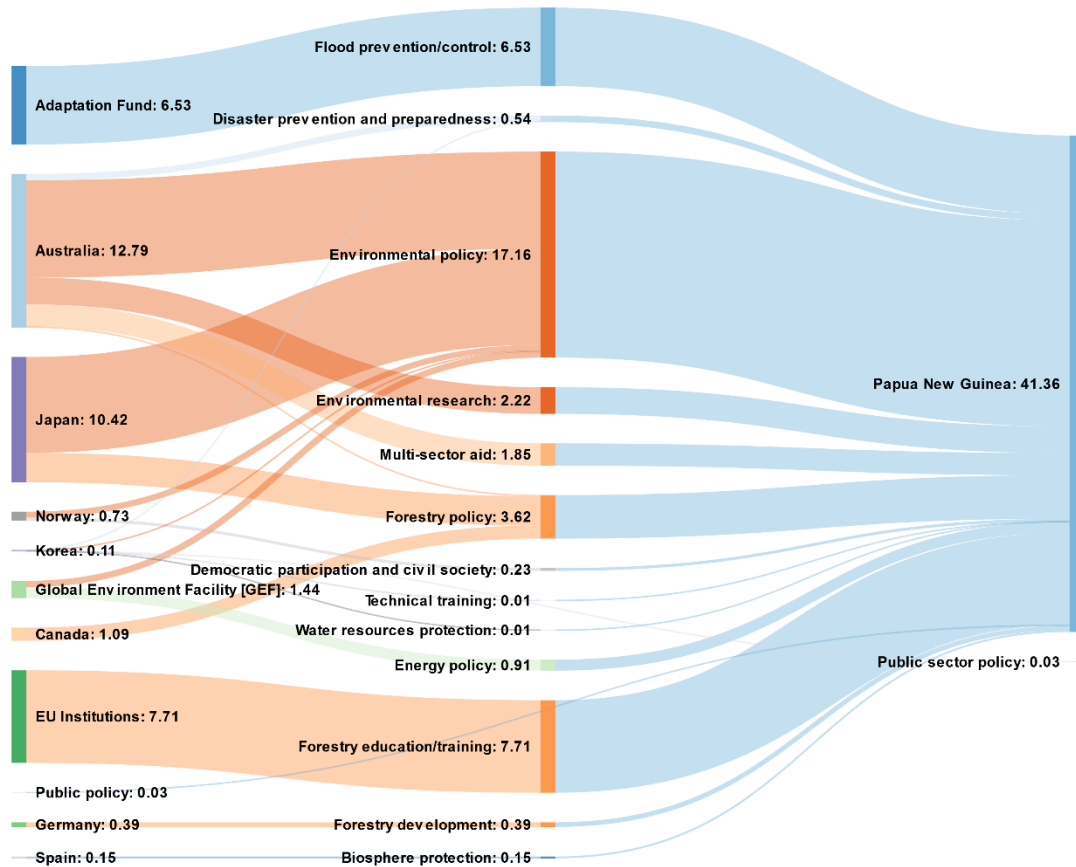 Flood prevention/control: 6.53
Adaptation Fund: 6.53
Disaster prevention and preparedness: 0.54
Australia: 12.79
Environmental policy: 17.16
Papua New Guinea: 41.36
Environmental research: 2.22
Japan: 10.42
Multi-sector aid: 1.85
Norway: 0.73
Forestry policy: 3.62
Korea: 0.11
Democratic participation and civil society: 0.23
Global Environment Facility [GEF]: 1.44
Technical training: 0.01
Canada: 1.09
Water resources protection: 0.01
Energy policy: 0.91
Public sector policy: 0.03
EU Institutions: 7.71
Forestry education/training: 7.71
Public policy: 0.03
Germany: 0.39
Forestry development: 0.39
Spain: 0.15
Biosphere protection: 0.15